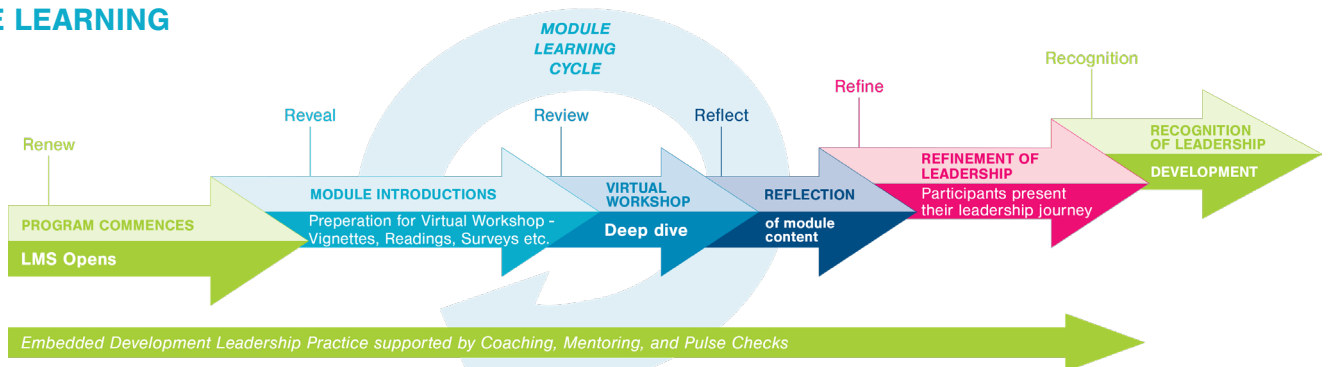 E LEARNING
MODULE
LEARNING
CYCLE
Renew
Reveal
Review
Reflect
Refine
Recognition
PROGRAM COMMENCES
LMS Opens
MODULE INTRODUCTIONS
Preperation for Virtual Workshop -
Vignettes, Readings, Surveys etc.
VIRTUAL
WORKSHOP
Deep dive
REFLECTION
of module
content
REFINEMENT OF
LEADERSHIP
Participants present
their leadership journey
RECOGNITION
OF LEADERSHIP
DEVELOPMENT
Embedded Development Leadership Practice supported by Coaching, Mentoring, and Pulse Checks